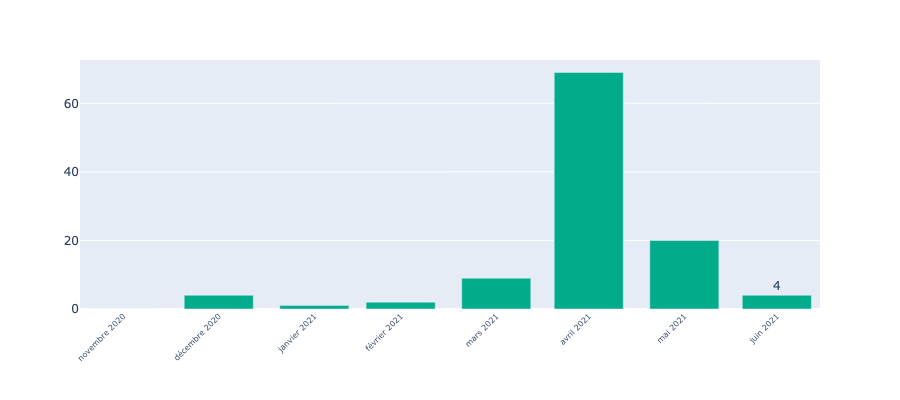 60
40
20
0
4
novembre 2020
décembre 2020
janvier 2021
février 2021
mars 2021
avril 2021
mai 2021
juin 2021